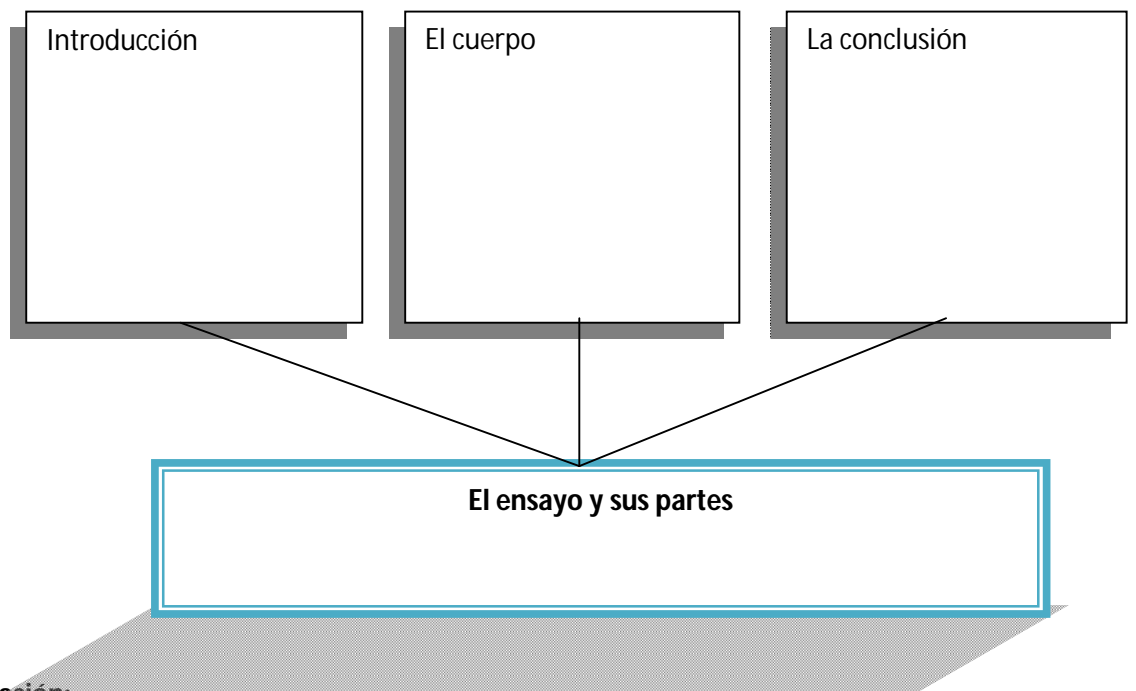 Introducción
El cuerpo
La conclusión
El ensayo y sus partes